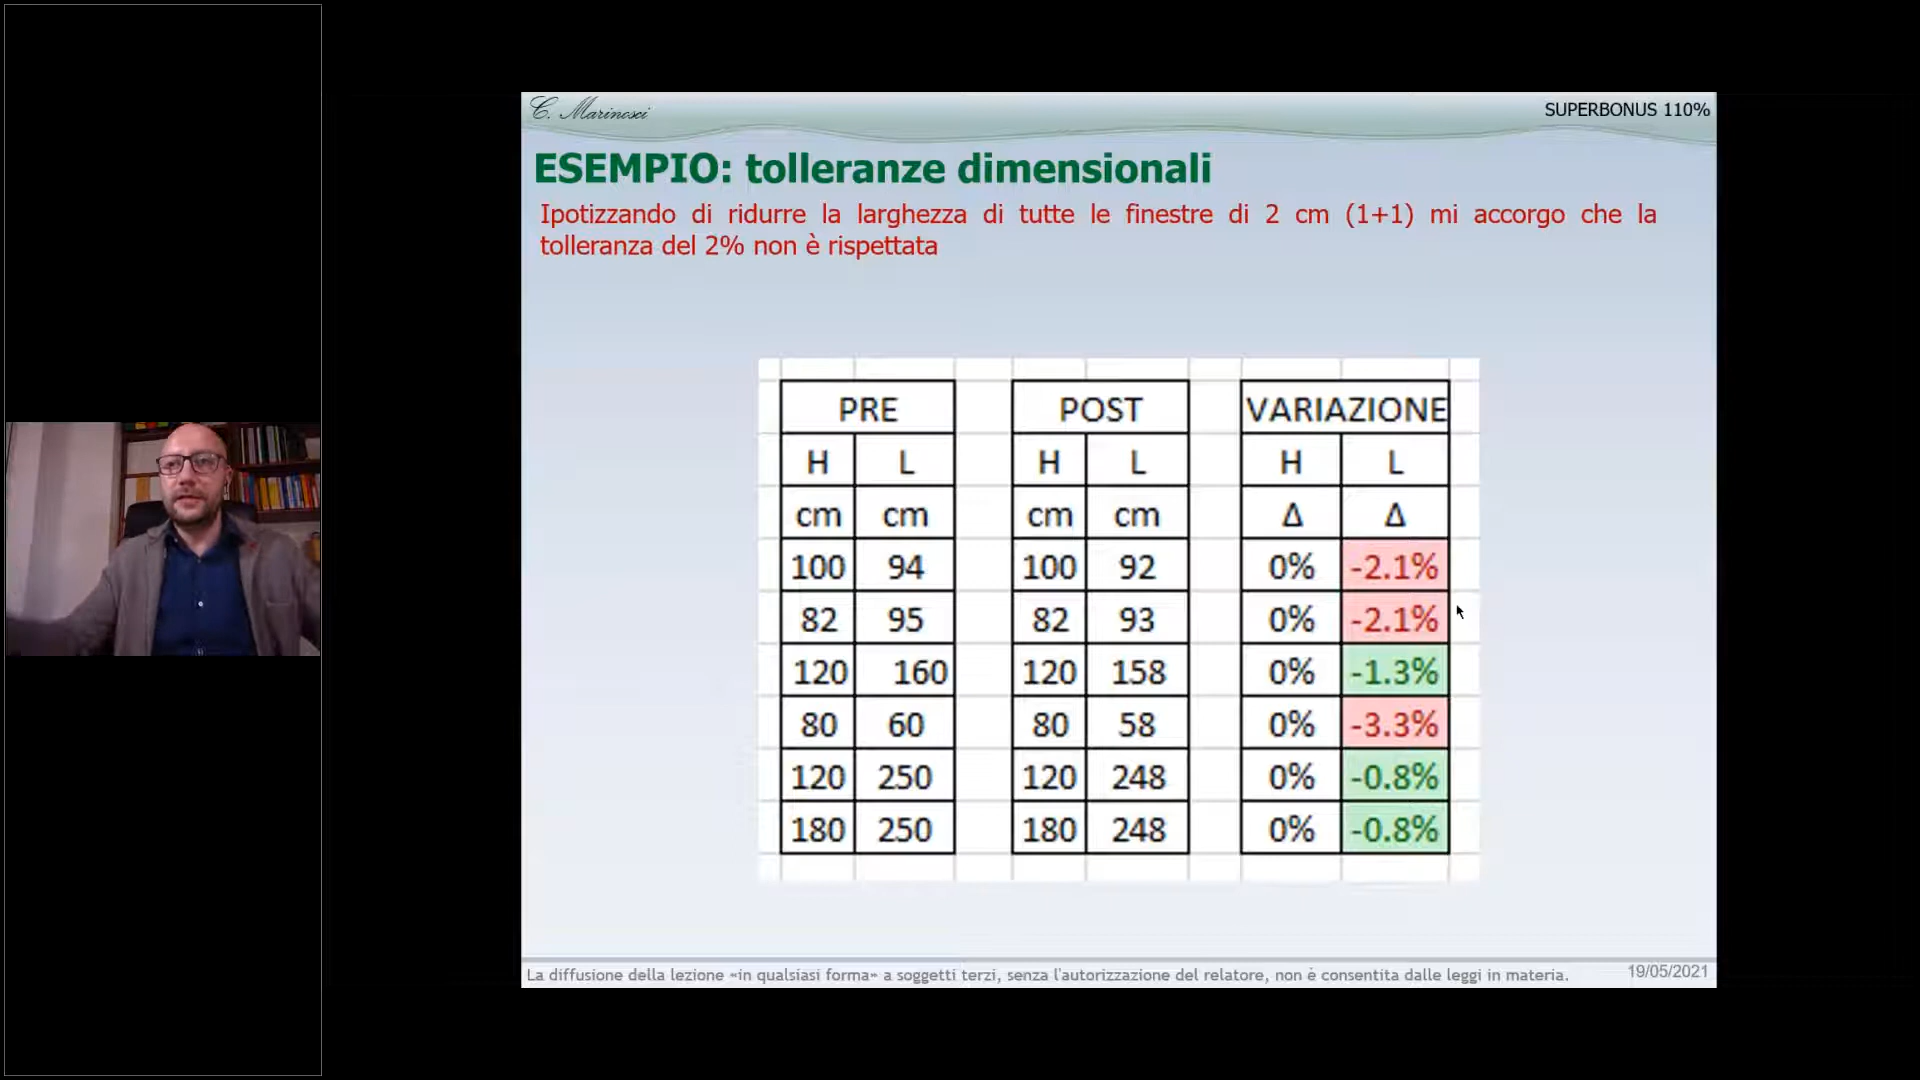 C. Marinosci
SUPERBONUS 110%
ESEMPIO: tolleranze dimensionali
Ipotizzando di ridurre la larghezza di tutte le finestre di 2 cm (1+1) mi accorgo che la
tolleranza del 2% non è rispettata
PRE POST VARIAZIONE
H L H L H L
cm cm cm cm Δ Δ
100 94 100 92 0% -2.1%
82 95 82 93 0% -2.1%
120 160 120 158 0% -1.3%
80 60 80 58 0% -3.3%
120 250 120 248 0% -0.8%
180 250 180 248 0% -0.8%
La diffusione della lezione «in qualsiasi forma» a soggetti terzi, senza l'autorizzazione del relatore, non è consentita dalle leggi in materia.
19/05/2021